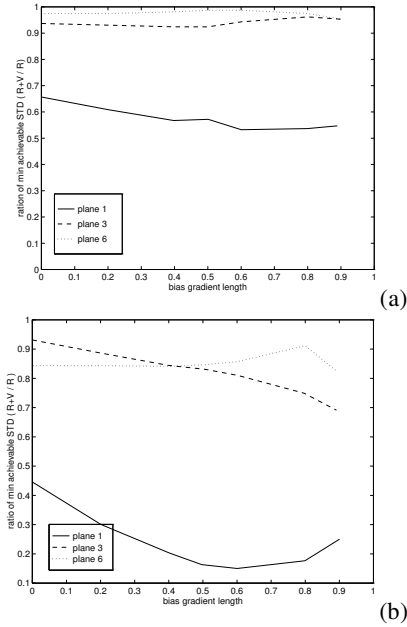 1
0.9
0.8
0.7
0.6
0.5
0.4
0.3
0.2
0.1
0
ration of min achievable STD ( R+V / R )
plane 1
plane 3
plane 6
0 0.1 0.2 0.3 0.4 0.5 0.6 0.7 0.8 0.9 1
bias gradient length
(a)
1
0.9
0.8
0.7
0.6
0.5
0.4
0.3
0.2
0.1
ratio of min achievable STD ( R+V / R )
plane 1
plane 3
plane 6
0 0.1 0.2 0.3 0.4 0.5 0.6 0.7 0.8 0.9 1
bias gradient length
(b)